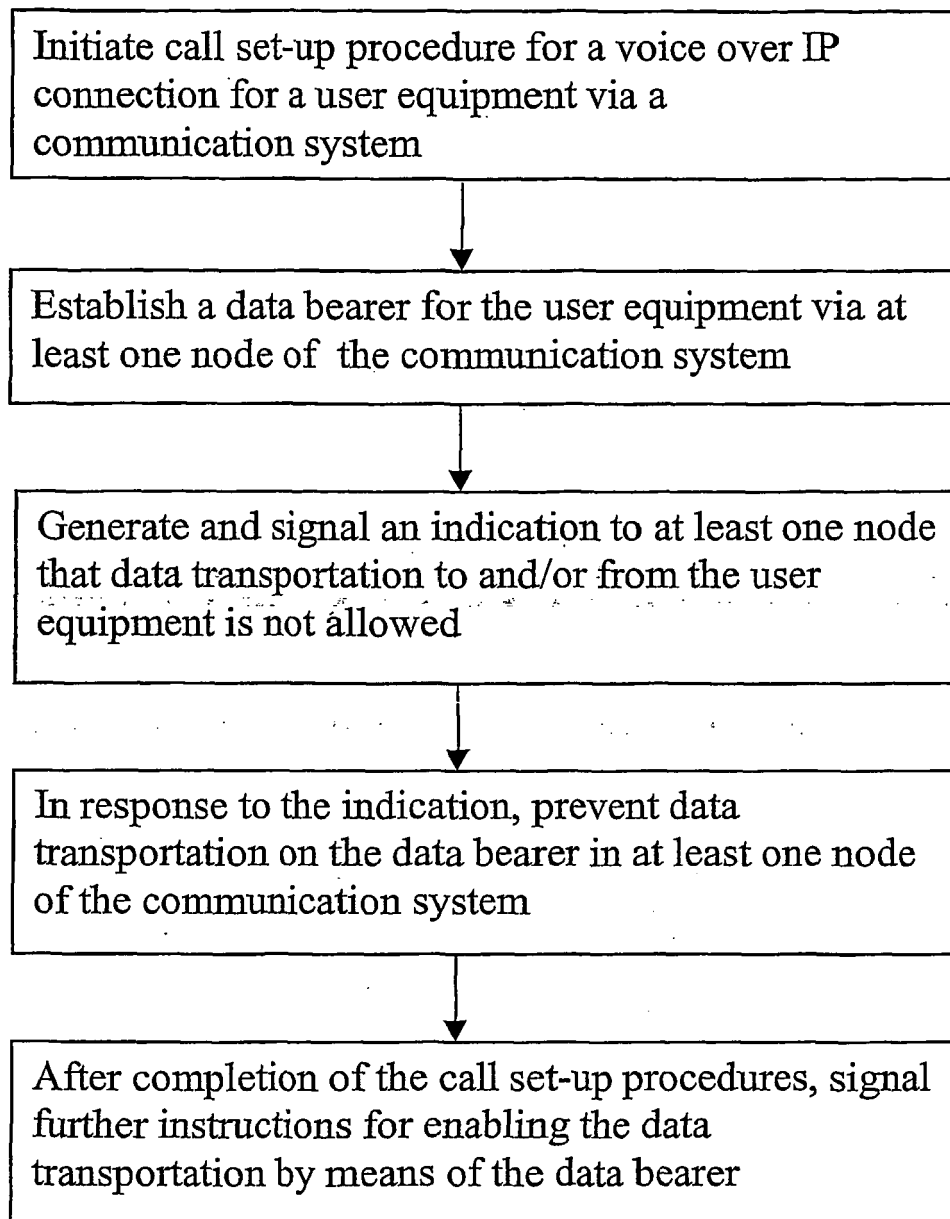 Initiate call set-up procedure for a voice over IP
connection for a user equipment via a
communication system
Establish a data bearer for the user equipment via at
least one node of the communication system
Generate and signal an indication to at least one node
that data transportation to and/or from the user
equipment is not allowed
In response to the indication, prevent data
transportation on the data bearer in at least one node
of the communication system
After completion of the call set-up procedures, signal
further instructions for enabling the data
transportation by means of the data bearer